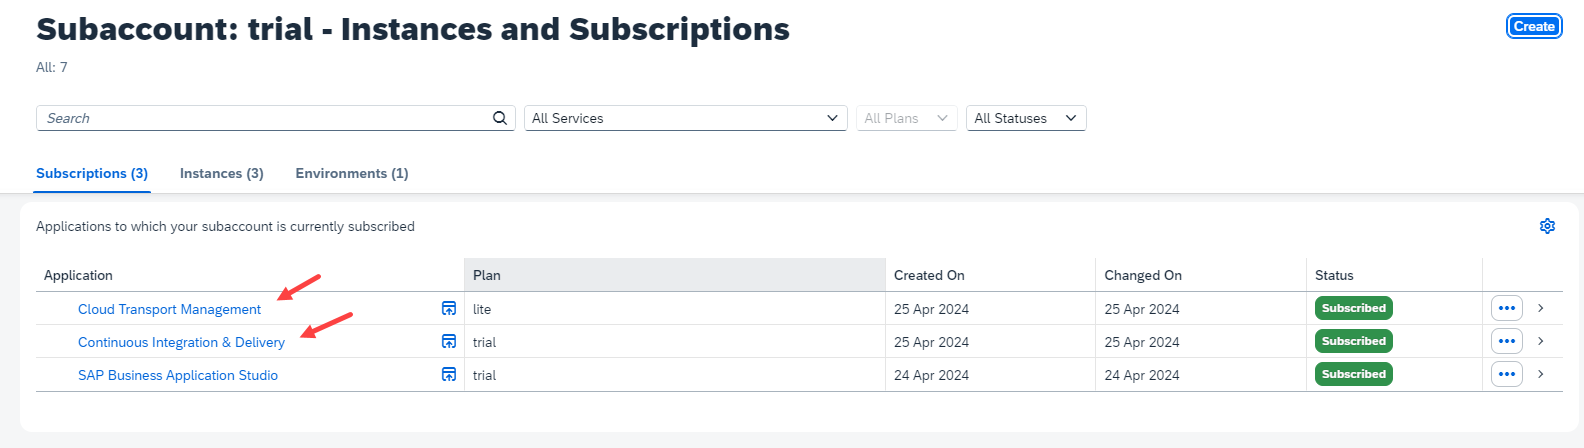 Subaccount: trial - Instances and Subscriptions
Create
All: 7
Search
All Services
All Plans
All Statuses
Subscriptions (3) Instances (3) Environments (1)
Applications to which your subaccount is currently subscribed
Application Plan Created On Changed On Status
Cloud Transport Management lite 25 Apr 2024 25 Apr 2024 Subscribed
Continuous Integration & Delivery trial 25 Apr 2024 25 Apr 2024 Subscribed
SAP Business Application Studio trial 24 Apr 2024 24 Apr 2024 Subscribed